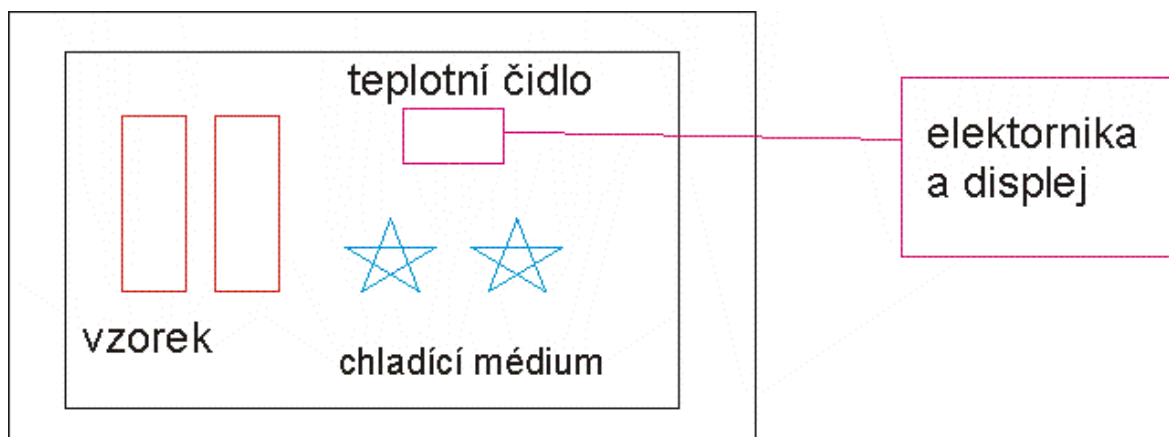 teplotní čidlo
elektornika
a displej
vzorek
chladící médium